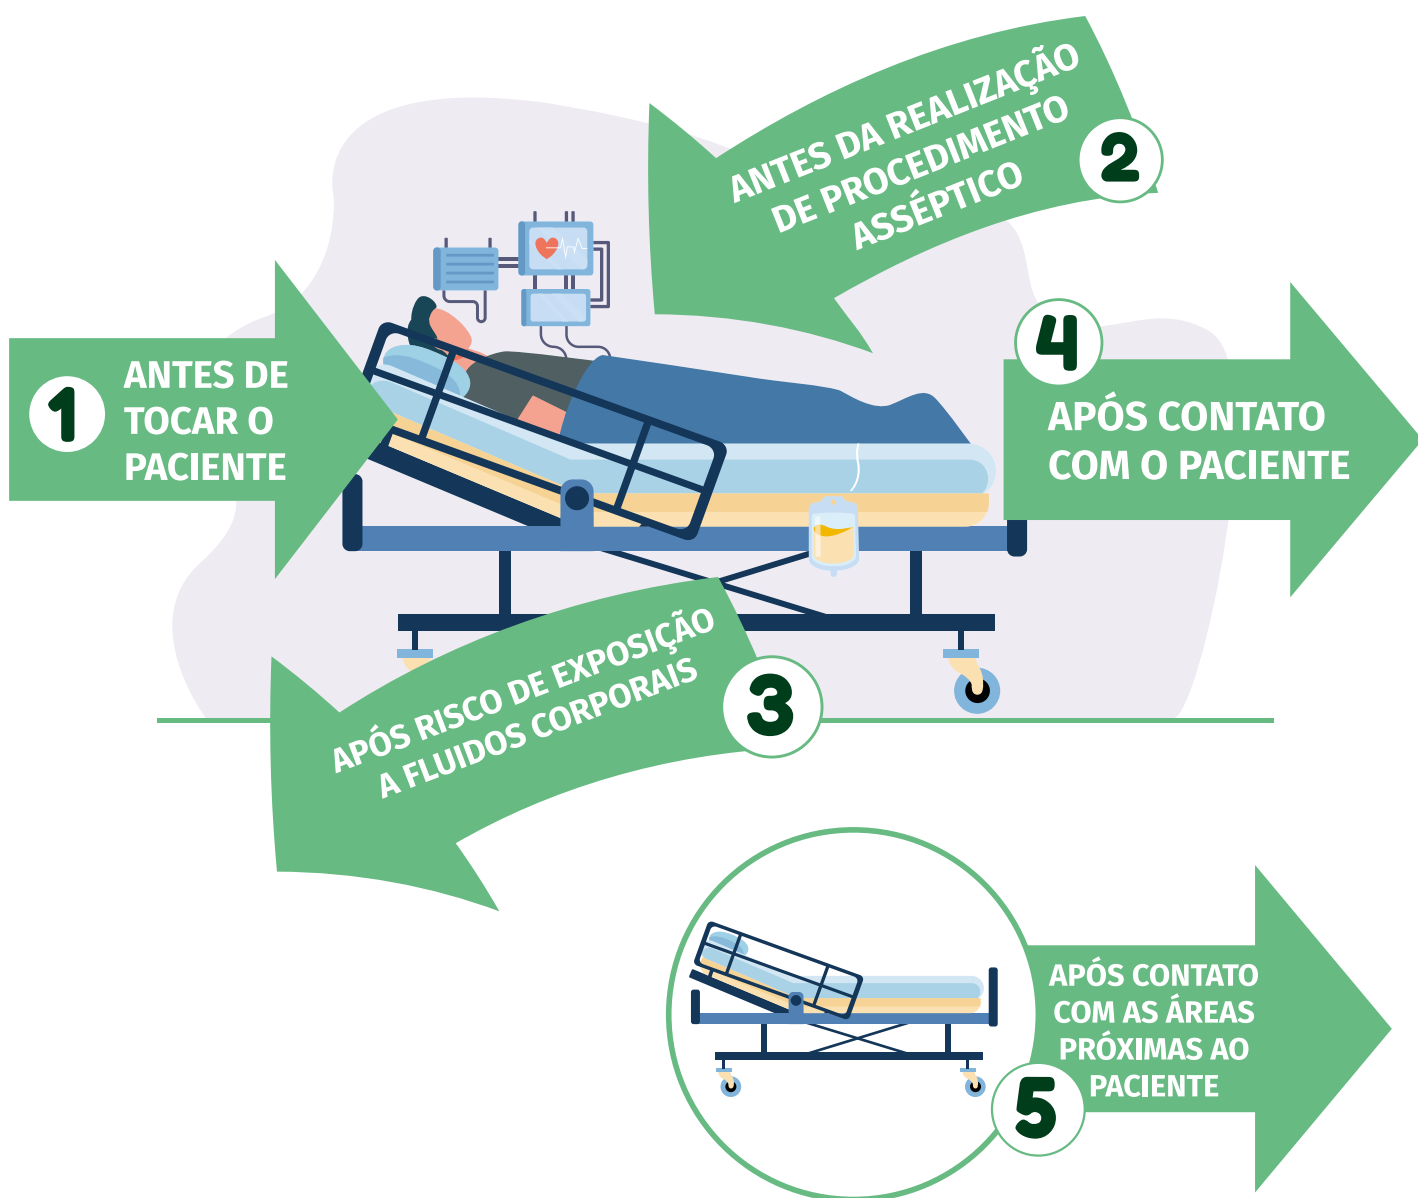 1
ANTES DE
TOCAR O
PACIENTE
ANTES DA REALIZAÇÃO
DE PROCEDIMENTO
ASSÉPTICO
2
APÓS RISCO DE EXPOSIÇÃO
A FLUIDOS CORPORAIS
3
4
APÓS CONTATO
COM O PACIENTE
5
APÓS CONTATO
COM AS ÁREAS
PRÓXIMAS AO
PACIENTE